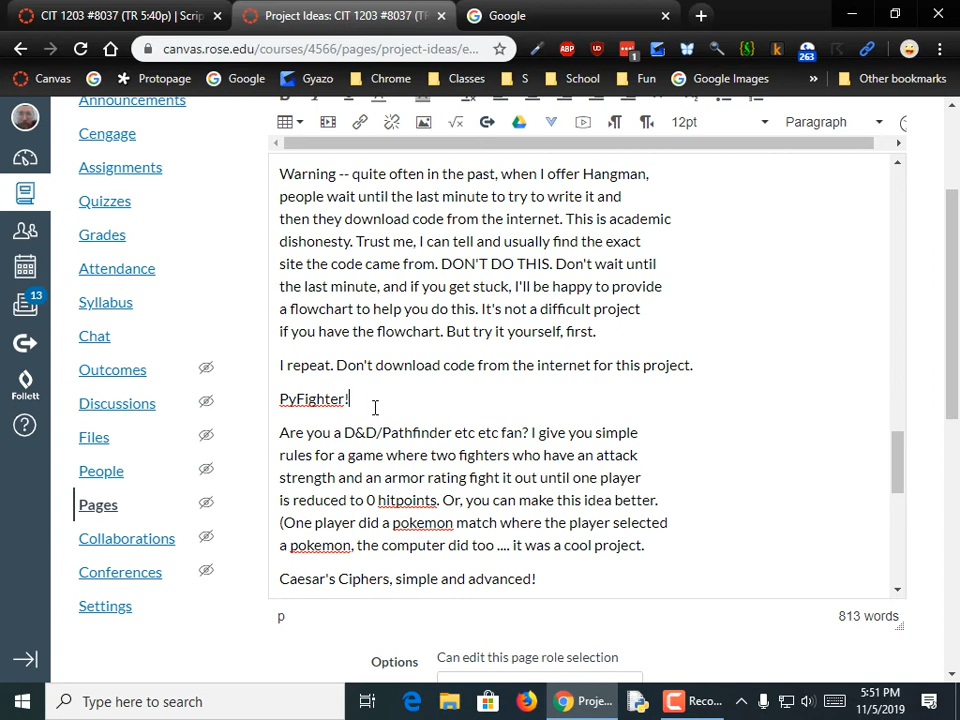 CIT 1203 #8037 (TR 5:40p) | Scrip
Project Ideas: CIT 1203 #8037 (TF
Google
canvas.rose.edu/courses/4566/pages/project-ideas/e...
1
263
Canvas
Protopage
Google
Gyazo
Chrome
Classes
S
School
Fun
Google Images
Other bookmarks
12pt
Paragraph
Announcements
Cengage
Assignments
Quizzes
Grades
Attendance
Syllabus
Chat
Outcomes
Discussions
Files
People
Pages
Collaborations
Conferences
Settings
13
Follett
Warning -- quite often in the past, when I offer Hangman,
people wait until the last minute to try to write it and
then they download code from the internet. This is academic
dishonesty. Trust me, I can tell and usually find the exact
site the code came from. DON'T DO THIS. Don't wait until
the last minute, and if you get stuck, I'll be happy to provide
a flowchart to help you do this. It's not a difficult project
if you have the flowchart. But try it yourself, first.
I repeat. Don't download code from the internet for this project.
PyFighter!
Are you a D&D/Pathfinder etc etc fan? I give you simple
rules for a game where two fighters who have an attack
strength and an armor rating fight it out until one player
is reduced to 0 hitpoints. Or, you can make this idea better.
(One player did a pokemon match where the player selected
a pokemon, the computer did too .... it was a cool project.
Caesar's Ciphers, simple and advanced!
p
813 words
Options
Can edit this page role selection
Type here to search
Proje...
Reco...
5:51 PM
11/5/2019